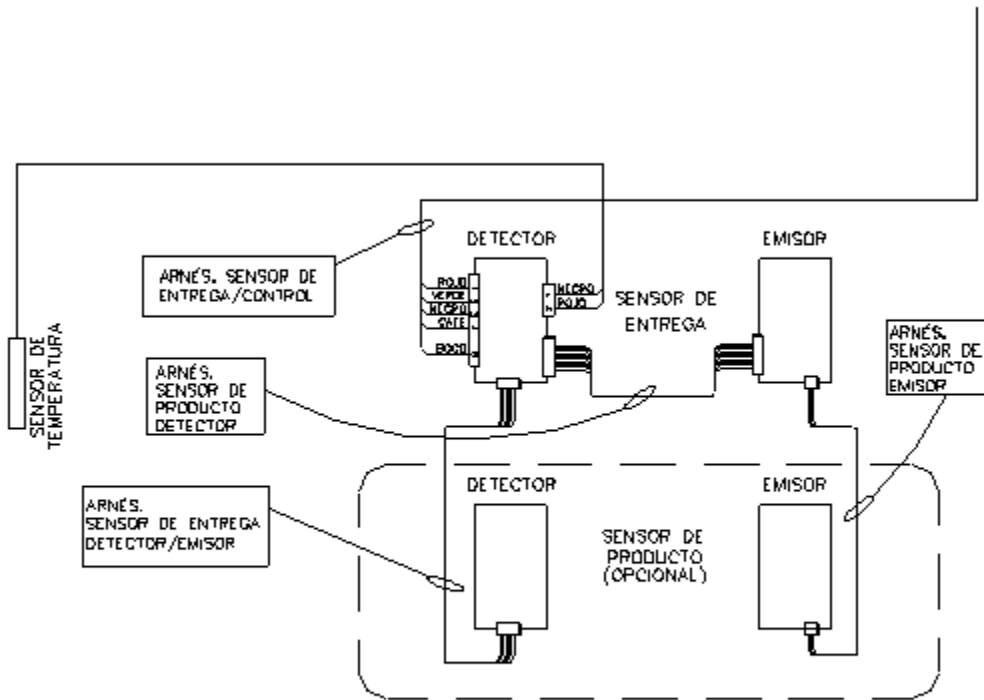 DETECTOR
EMISOR
ARNÉS. SENSOR DE
ENTREGA/CONTROL
ROJO
VERDE
NEGRO
CAFE
NEGRO
ROJO
SENSOR DE
ENTREGA
SENSOR DE
TEMPERATURA
ARNÉS.
SENSOR DE
PRODUCTO
DETECTOR
ARNÉS.
SENSOR DE
PRODUCTO
EMISOR
DETECTOR
EMISOR
ARNÉS.
SENSOR DE ENTREGA
DETECTOR/EMISOR
SENSOR DE
PRODUCTO
(OPCIONAL)